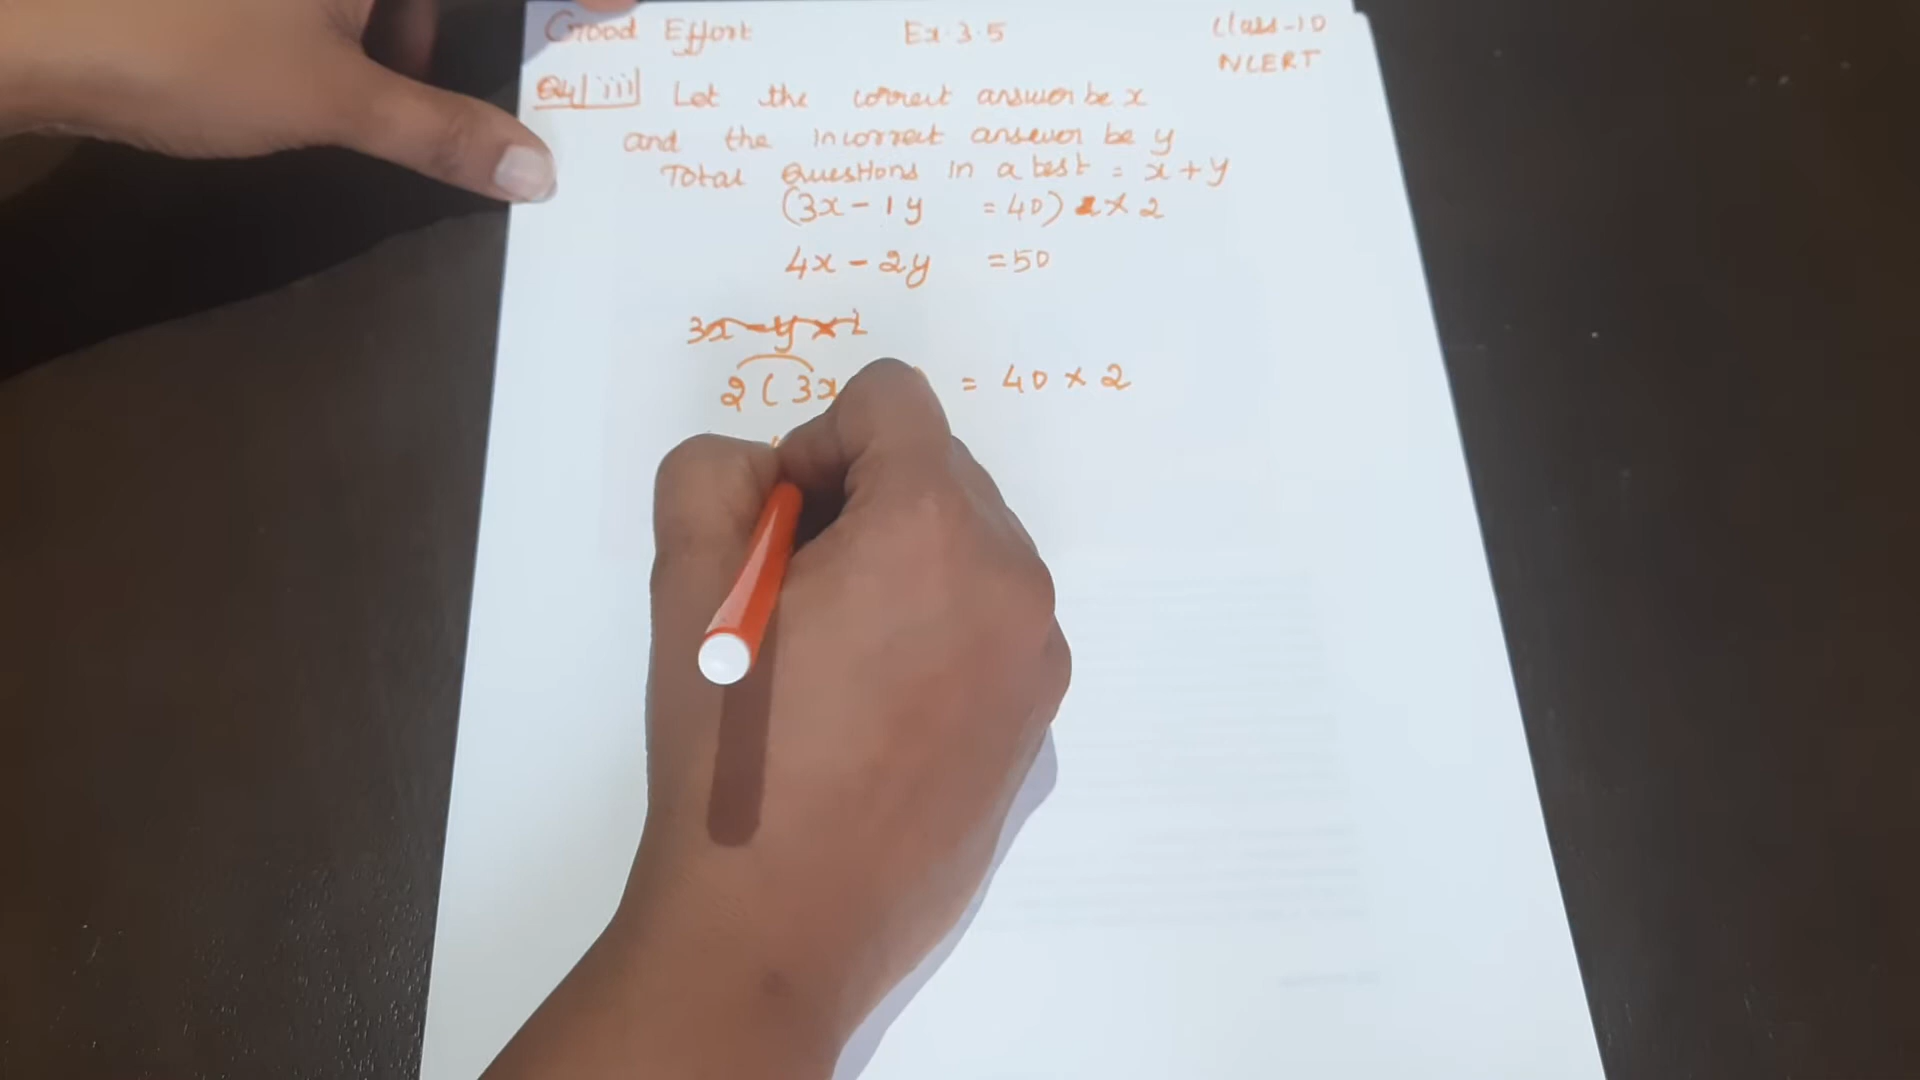 Good Effort Ex. 3.5 Class-10
NCERT
Q4/ iii] Let the correct answer be x
and the incorrect answer be y
Total Questions in a test = x + y
(3x - 1y = 40) × 2
4x - 2y = 50
3x - y × 2
2 ( 3x = 40 × 2